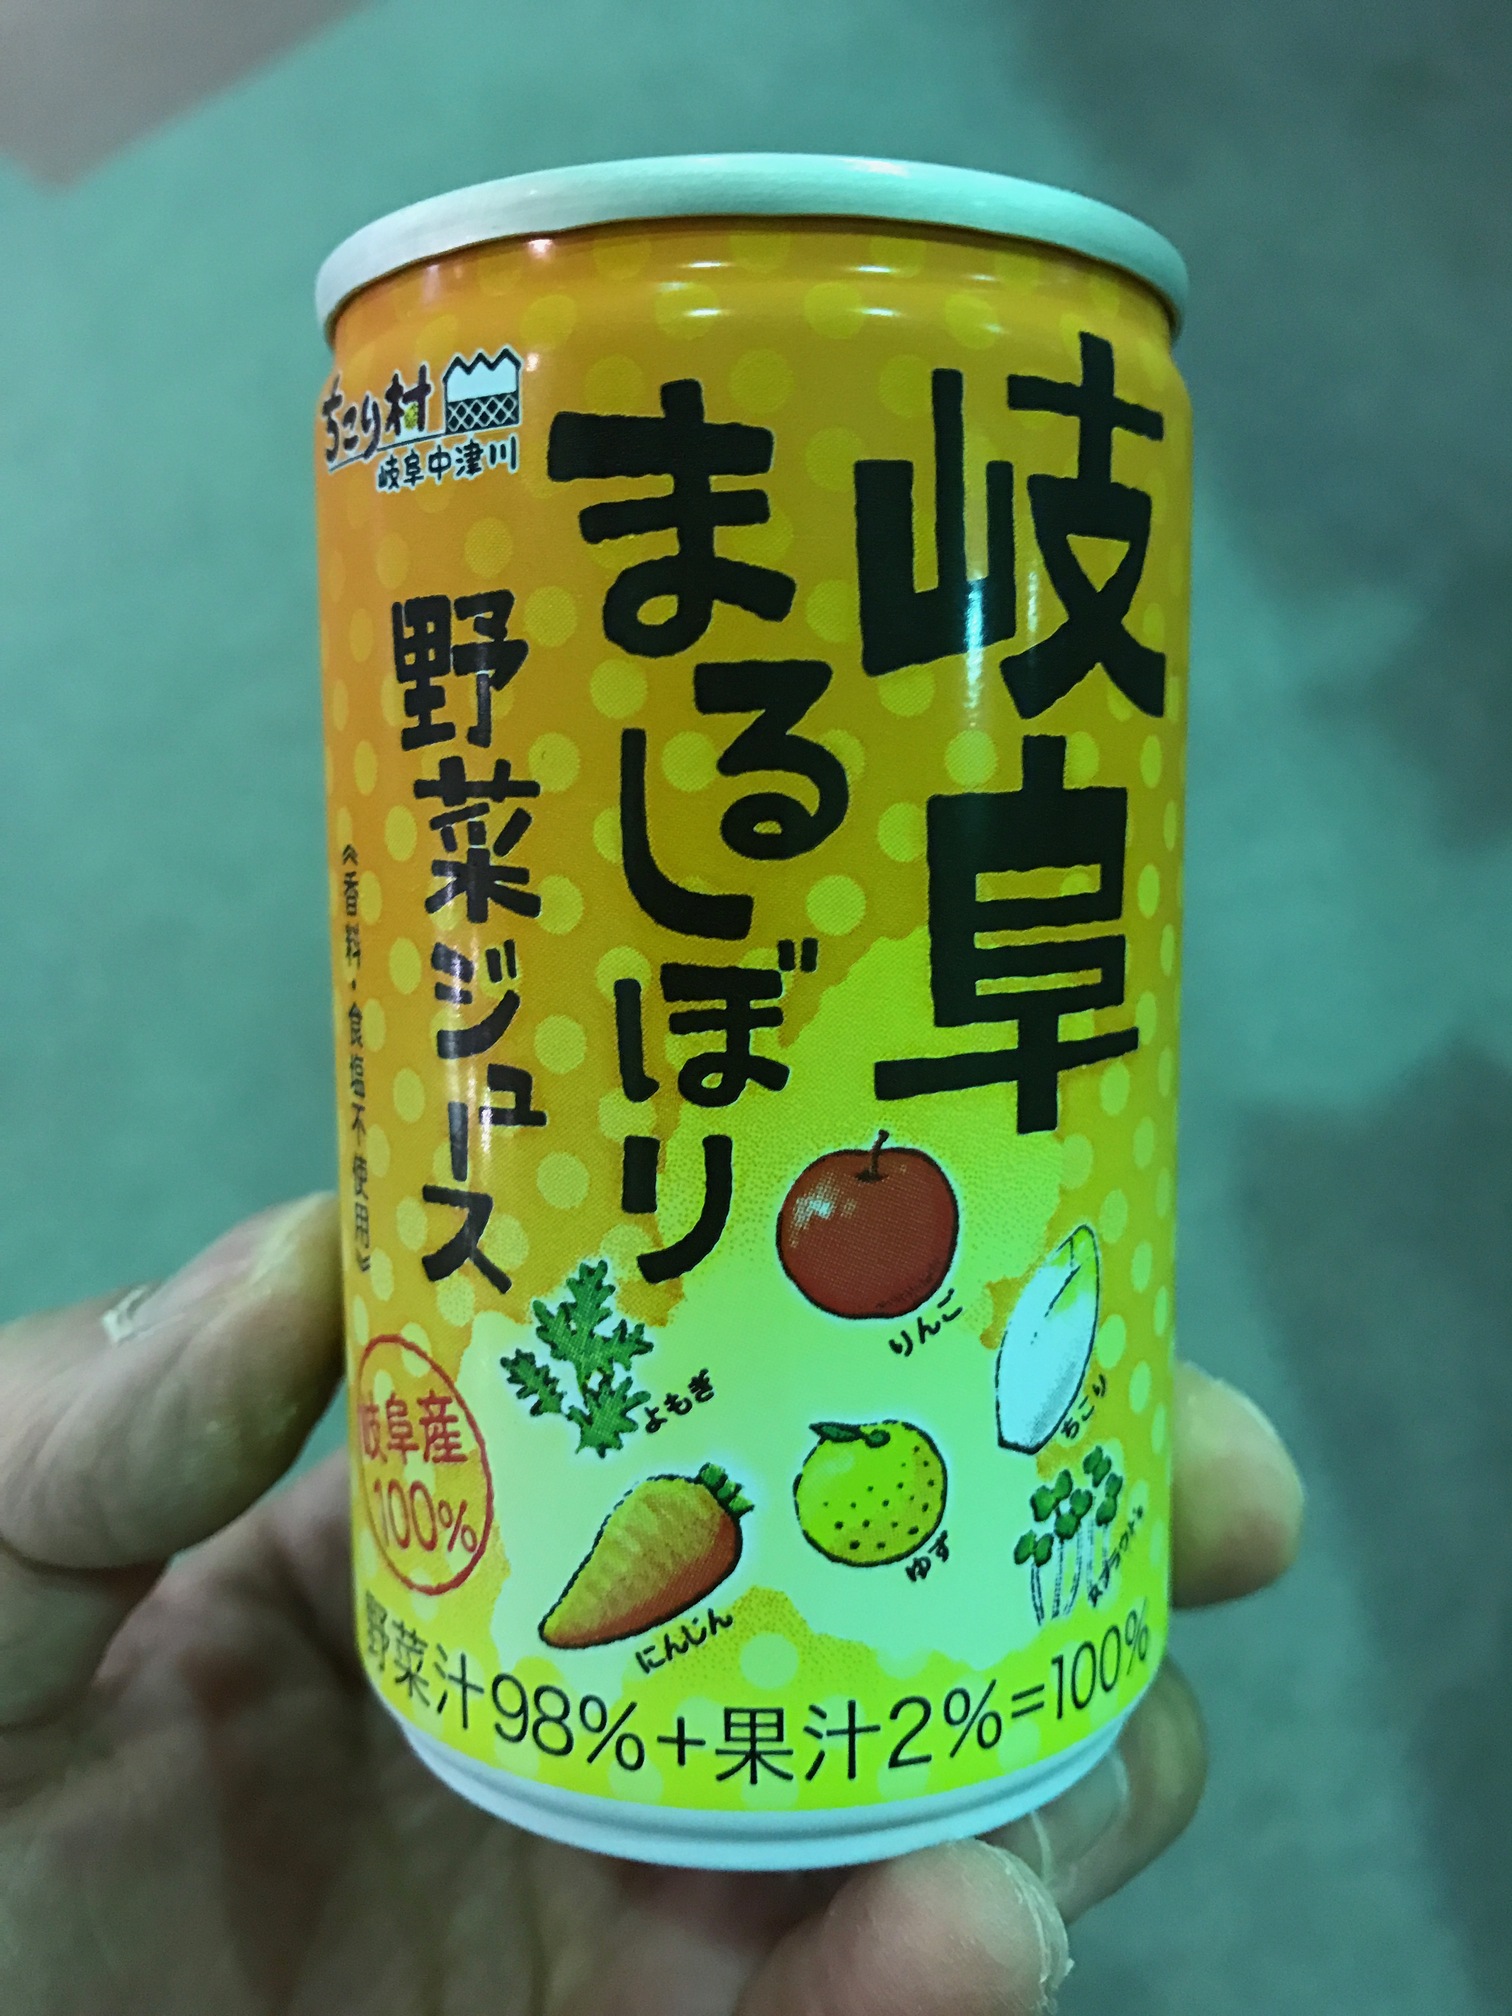 岐阜
まるしぼり
野菜ジュース
《香料・食塩不使用》
ちこり村
岐阜中津川
りんご
ちこり
よもぎ
ゆず
にんじん
岐阜産
100%
野菜汁98%+果汁2%=100%